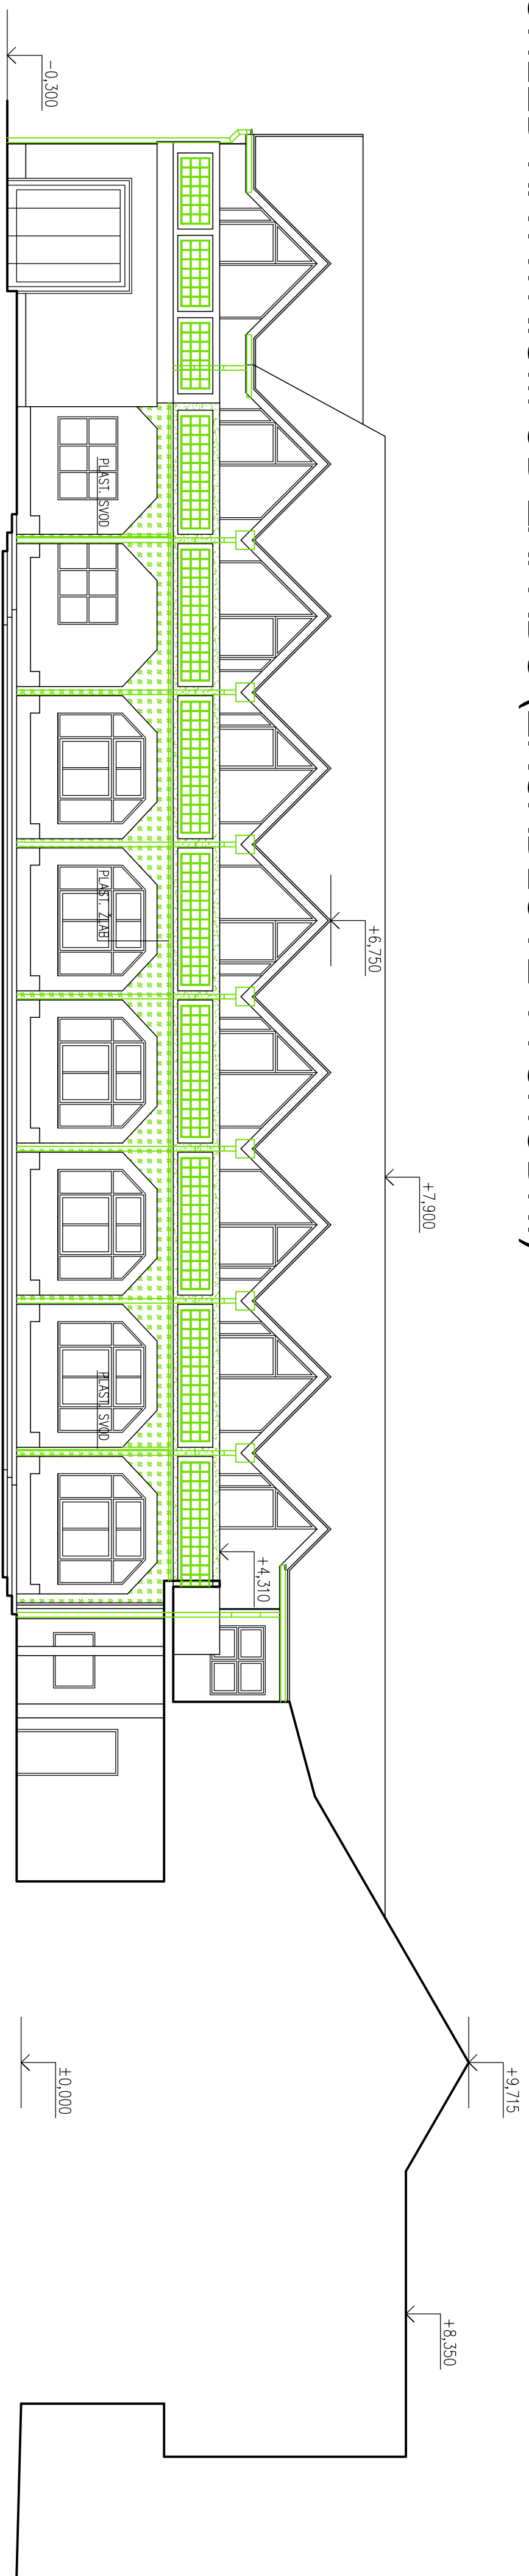 -0,300
PLAST. SVOD
PLAST. ŽLAB
+6,750
+7,900
PLAST. SVOD
+4,310
±0,000
+9,715
+8,350